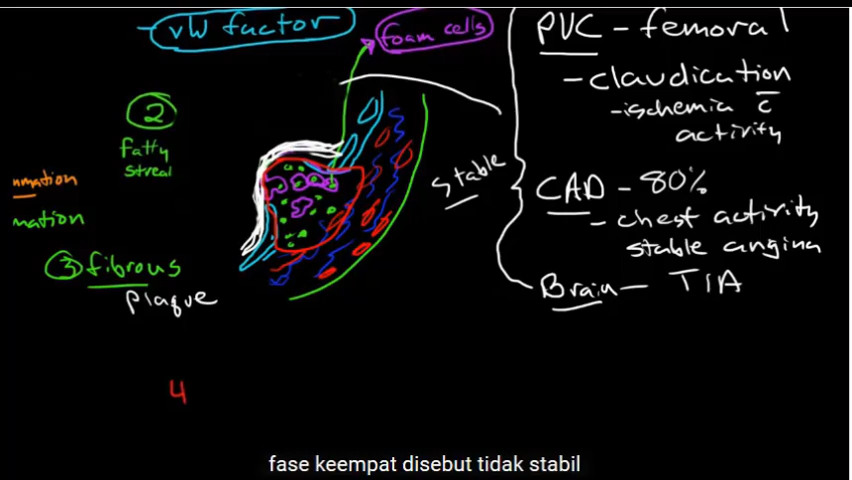 vW factor
foam cells
2
fatty
streal
nmation
mation
3 fibrous
plaque
stable
PVC - femoral
- claudication
- ischemia c̄
activity
CAD - 80%
- chest activity
stable angina
Brain - TIA
4
fase keempat disebut tidak stabil